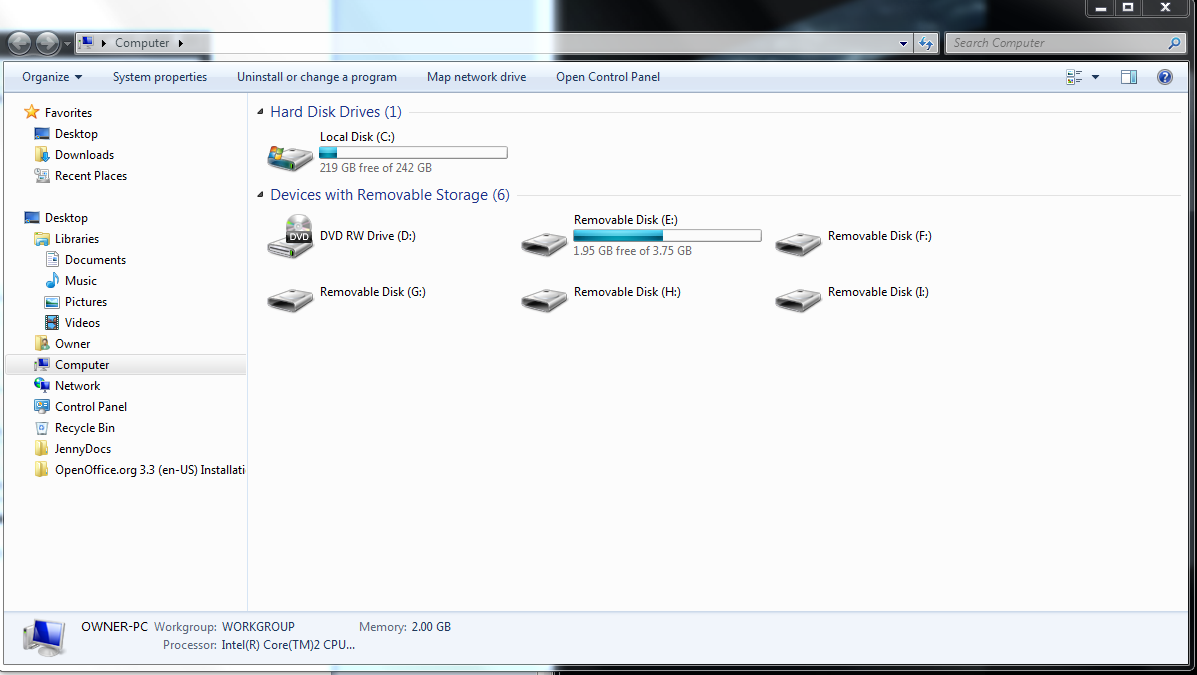 Computer
Search Computer
Organize
System properties
Uninstall or change a program
Map network drive
Open Control Panel
Favorites
Desktop
Downloads
Recent Places
Desktop
Libraries
Documents
Music
Pictures
Videos
Owner
Computer
Network
Control Panel
Recycle Bin
JennyDocs
OpenOffice.org 3.3 (en-US) Installati
Hard Disk Drives (1)
Local Disk (C:)
219 GB free of 242 GB
Devices with Removable Storage (6)
DVD
DVD RW Drive (D:)
Removable Disk (E:)
1.95 GB free of 3.75 GB
Removable Disk (F:)
Removable Disk (G:)
Removable Disk (H:)
Removable Disk (I:)
OWNER-PC Workgroup: WORKGROUP Memory: 2.00 GB
Processor: Intel(R) Core(TM)2 CPU...